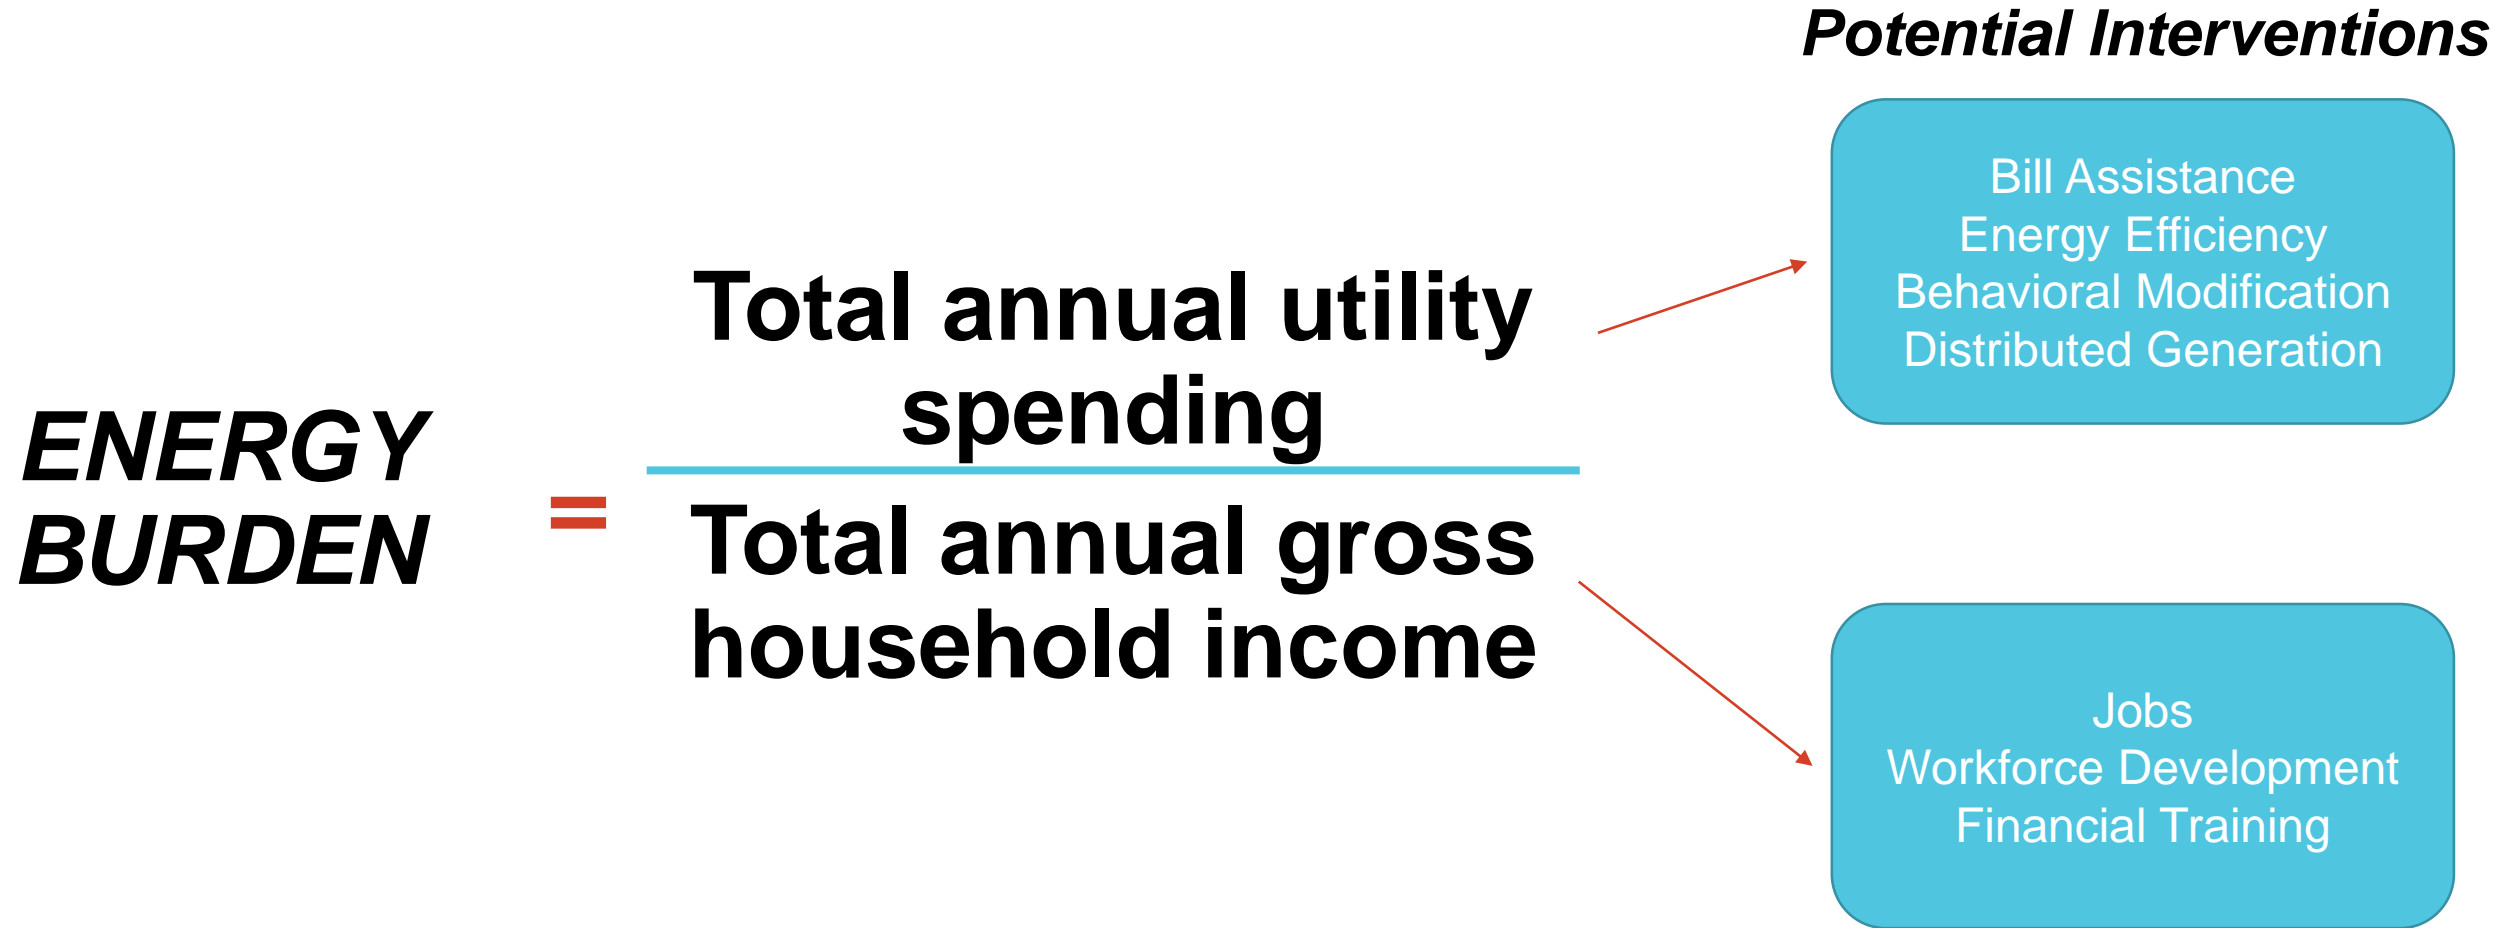 Potential Interventions
ENERGY
BURDEN
=
Total annual utility
spending
Total annual gross
household income
Bill Assistance
Energy Efficiency
Behavioral Modification
Distributed Generation
Jobs
Workforce Development
Financial Training